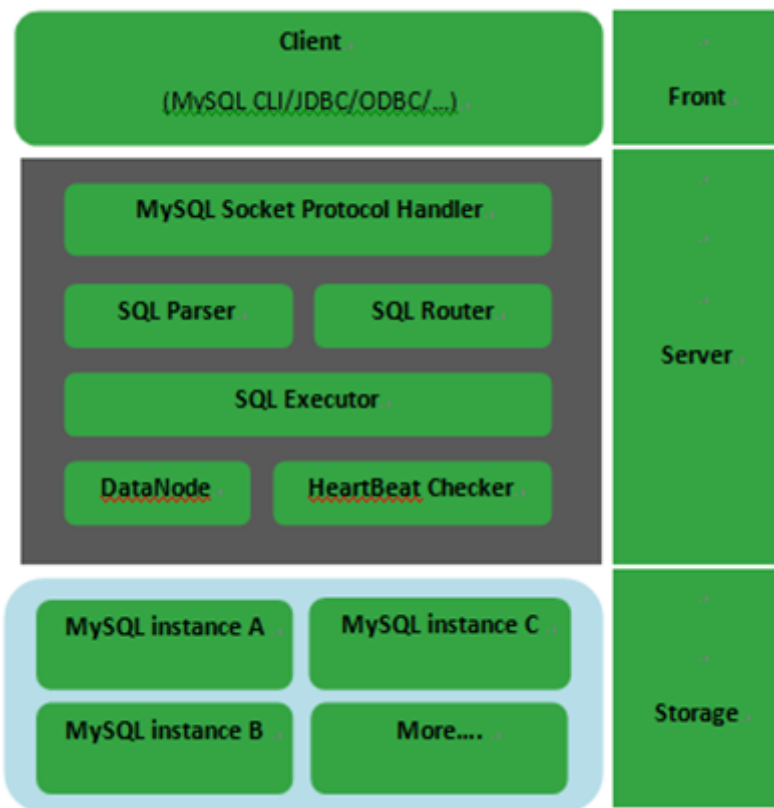 Client
(MySQL CLI/JDBC/ODBC/...)
Front
MySQL Socket Protocol Handler
SQL Parser
SQL Router
Server
SQL Executor
DataNode
HeartBeat Checker
MySQL instance A
MySQL instance C
Storage
MySQL instance B
More....